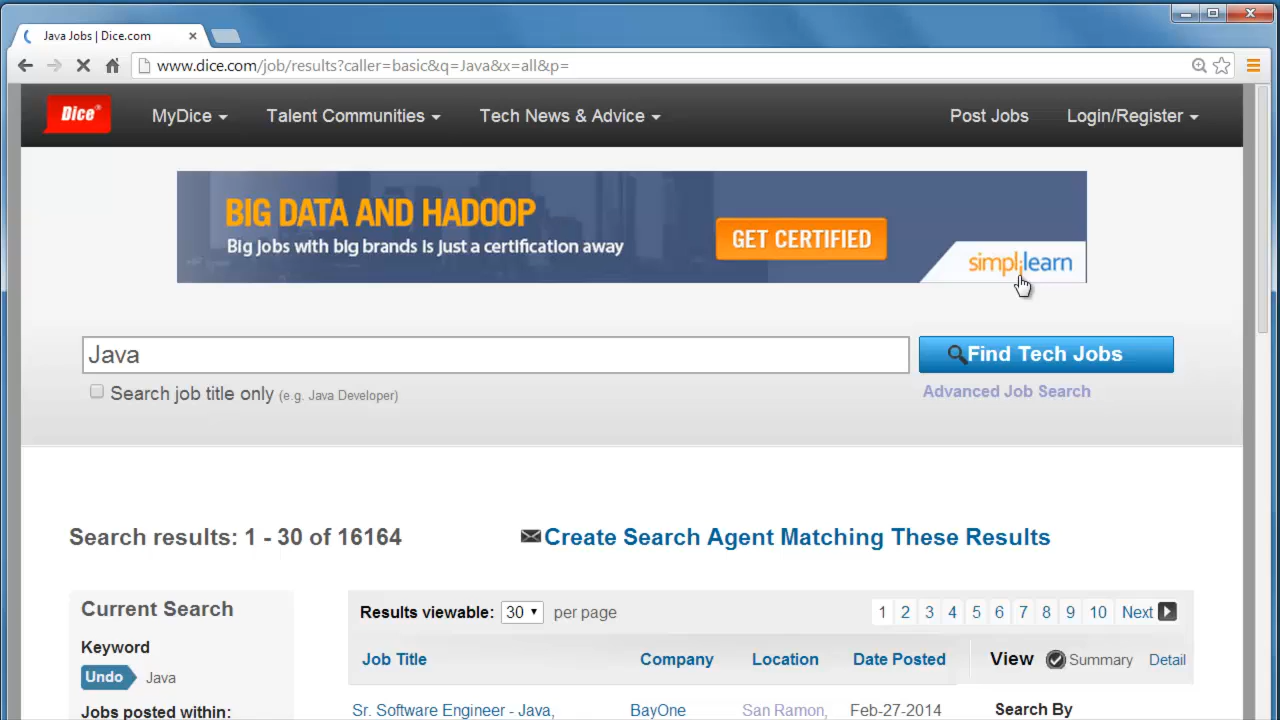 Java Jobs | Dice.com
www.dice.com/job/results?caller=basic&q=Java&x=all&p=
Dice®
MyDice
Talent Communities
Tech News & Advice
Post Jobs
Login/Register
BIG DATA AND HADOOP
Big jobs with big brands is just a certification away
GET CERTIFIED
simplilearn
Java
Find Tech Jobs
Search job title only (e.g. Java Developer)
Advanced Job Search
Search results: 1 - 30 of 16164
Create Search Agent Matching These Results
Current Search
Keyword
Undo Java
Jobs posted within:
Results viewable: 30 per page
1 2 3 4 5 6 7 8 9 10 Next
Job Title Company Location Date Posted
View Summary Detail
Sr. Software Engineer - Java, BayOne San Ramon, Feb-27-2014
Search By